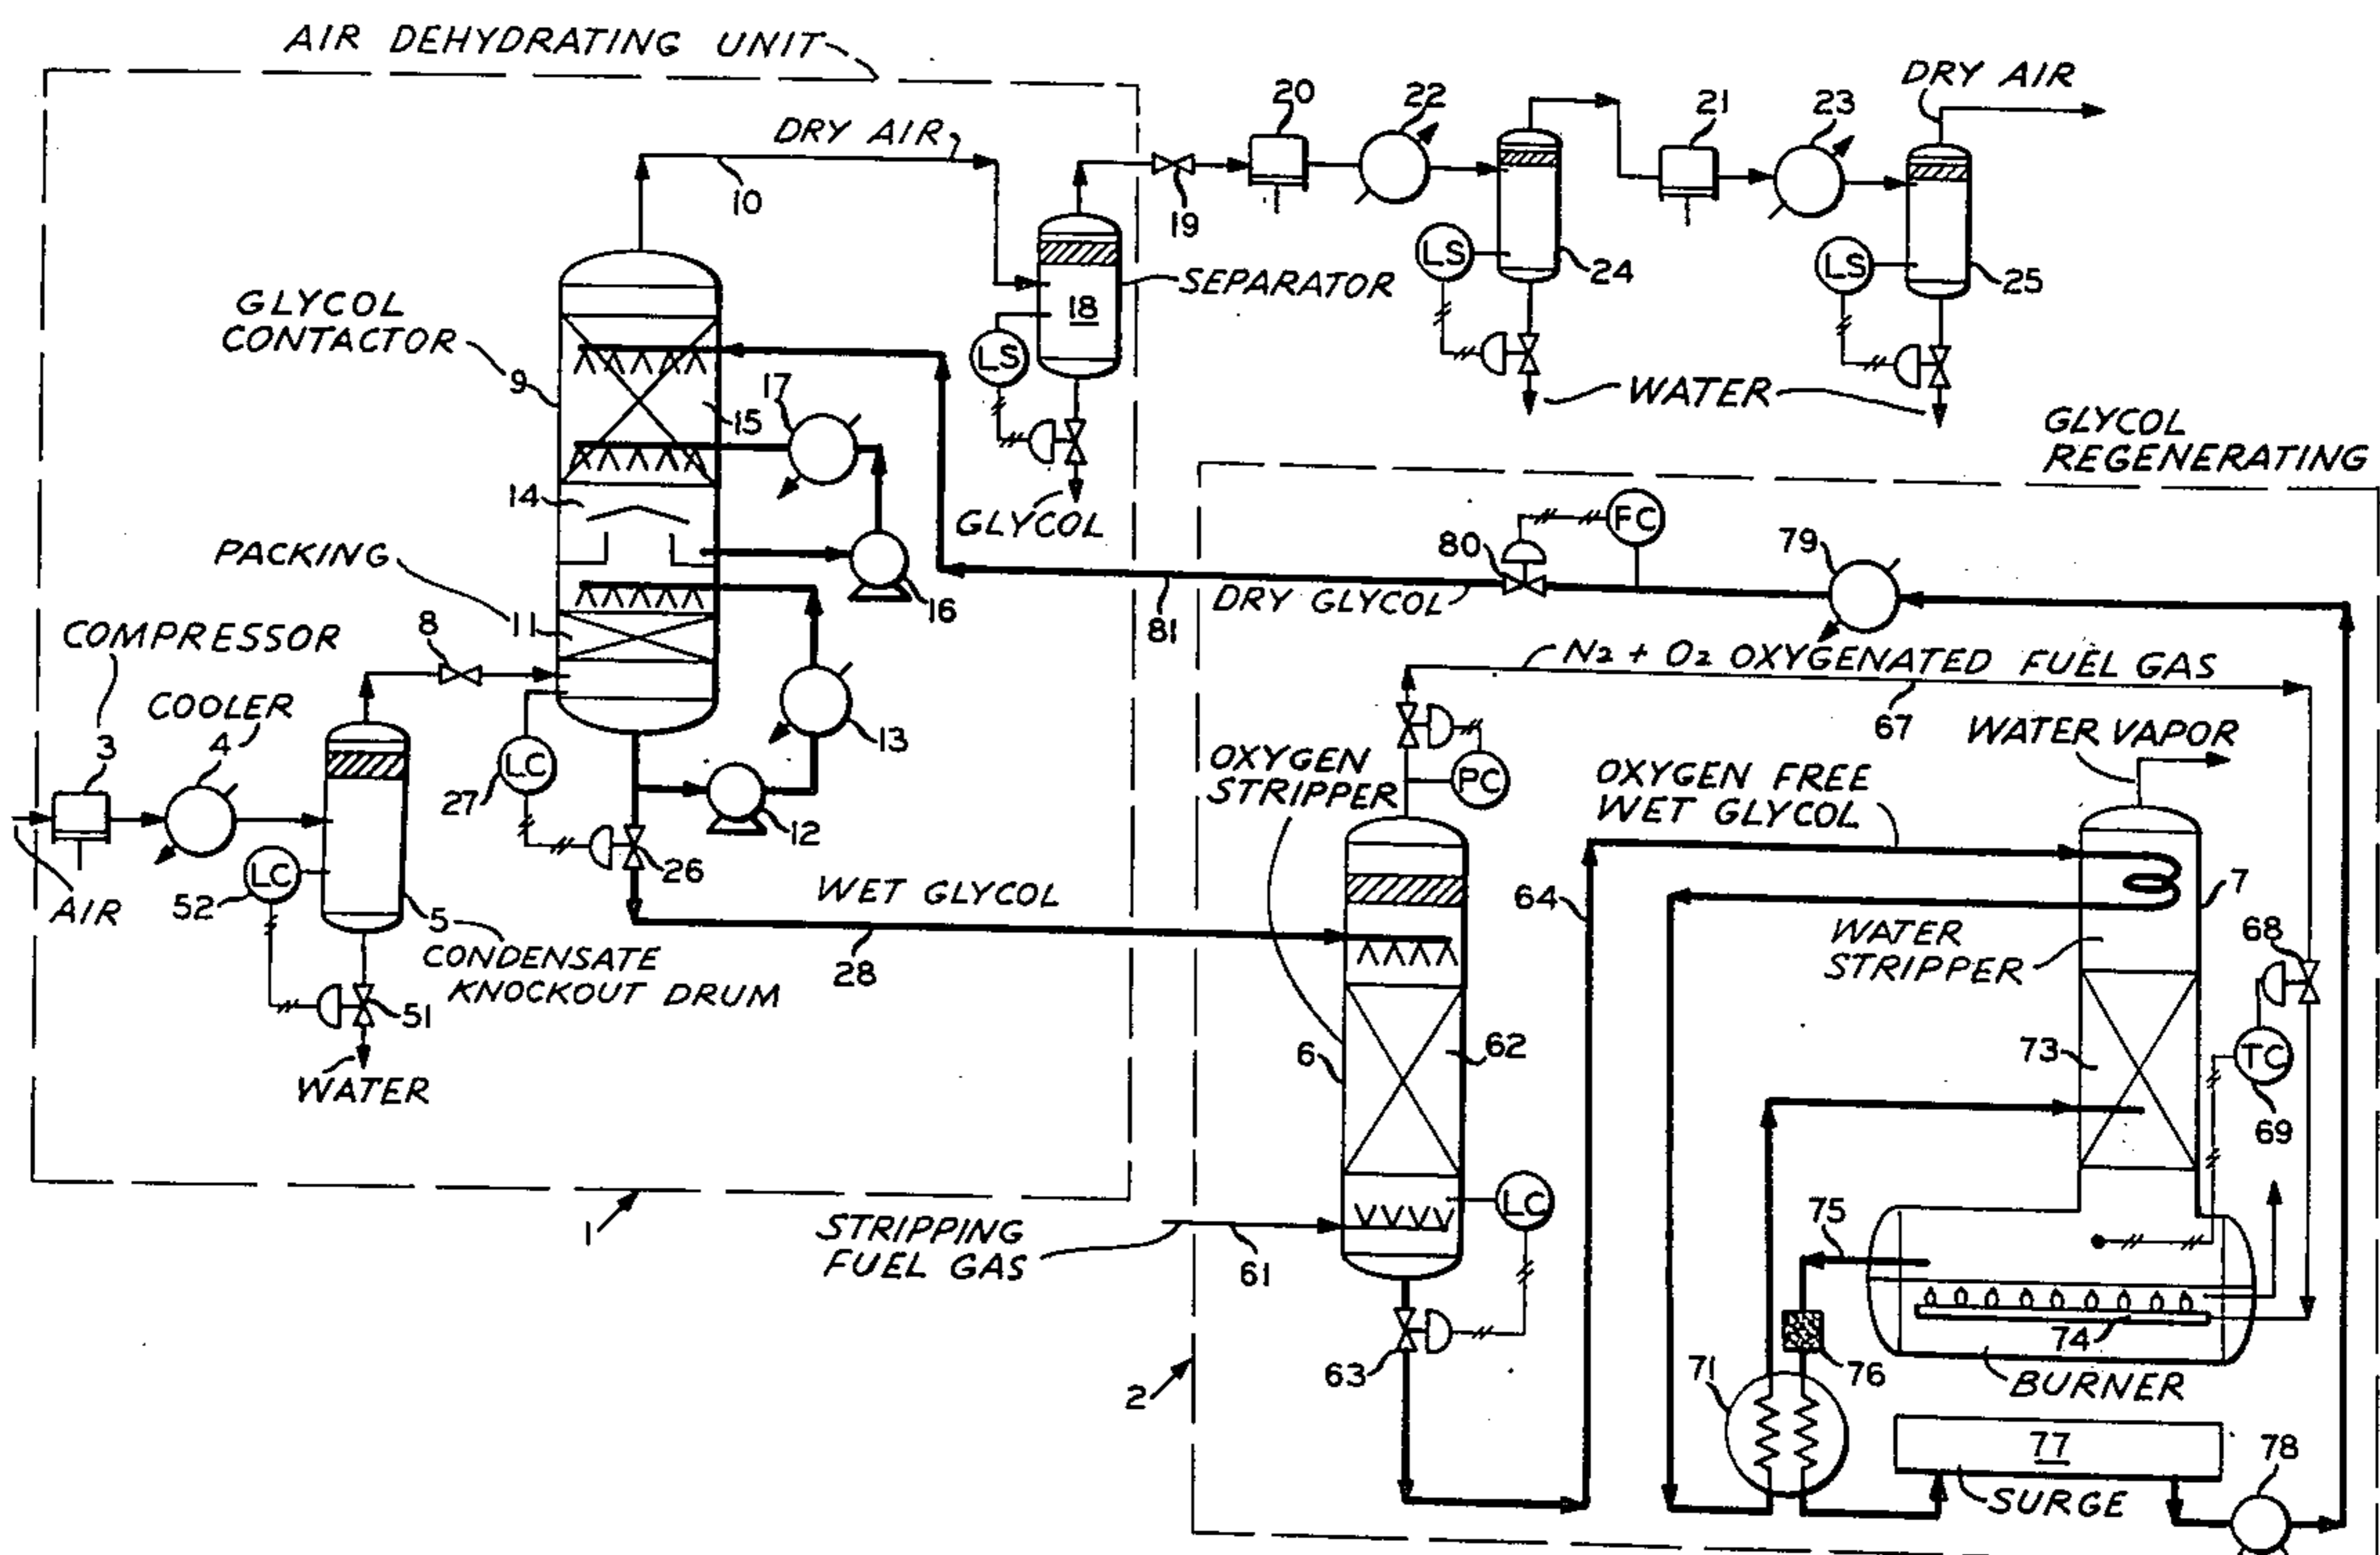 AIR DEHYDRATING UNIT
DRY AIR
10
20
22
21
23
DRY AIR
19
LS
24
LS
25
SEPARATOR
18
LS
GLYCOL
CONTACTOR
9
17
15
WATER
GLYCOL
REGENERATING
14
GLYCOL
FC
80
79
PACKING
16
DRY GLYCOL
81
COMPRESSOR
8
11
N2 + O2 OXYGENATED FUEL GAS
67
COOLER
3
4
13
LC
27
12
26
OXYGEN
STRIPPER
PC
OXYGEN FREE
WET GLYCOL
WATER VAPOR
AIR
LC
52
5
CONDENSATE
KNOCKOUT DRUM
51
WATER
WET GLYCOL
28
64
7
WATER
STRIPPER
68
6
62
73
TC
69
1
STRIPPING
FUEL GAS
61
LC
75
63
2
71
76
74
BURNER
77
SURGE
78